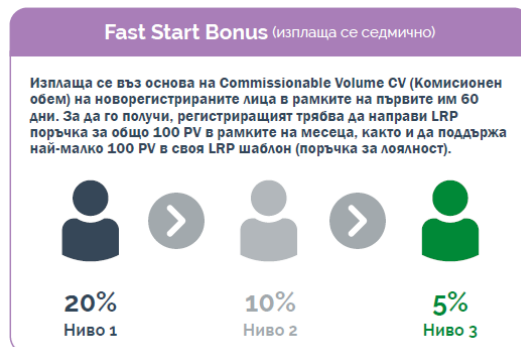 Fast Start Bonus (изплаща се седмично)
Изплаща се въз основа на Commissionable Volume CV (Комисионен
обем) на новорегистрираните лица в рамките на първите им 60
дни. За да го получи, регистриращият трябва да направи LRP
поръчка за общо 100 PV в рамките на месеца, както и да поддържа
най-малко 100 PV в своя LRP шаблон (поръчка за лоялност).
20% 10% 5%
Ниво 1 Ниво 2 Ниво 3